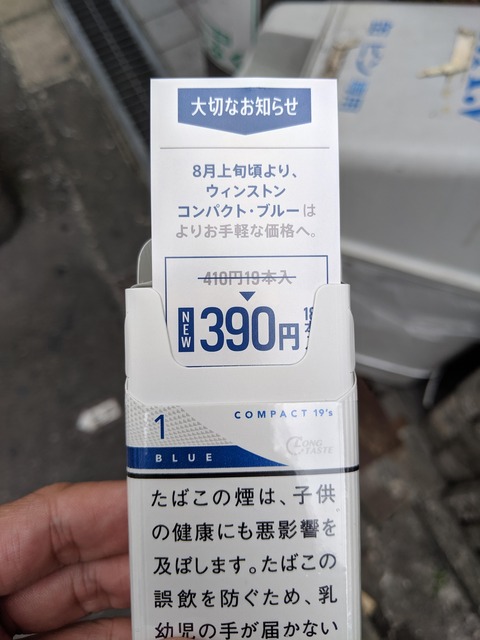 大切なお知らせ
8月上旬頃より、
ウィンストン
コンパクト・ブルーは
よりお手軽な価格へ。
410円19本入
NEW 390円 18本
1
COMPACT 19's
BLUE
LONG TASTE
たばこの煙は、子供
の健康にも悪影響を
及ぼします。たばこの
誤飲を防ぐため、乳
幼児の手が届かない